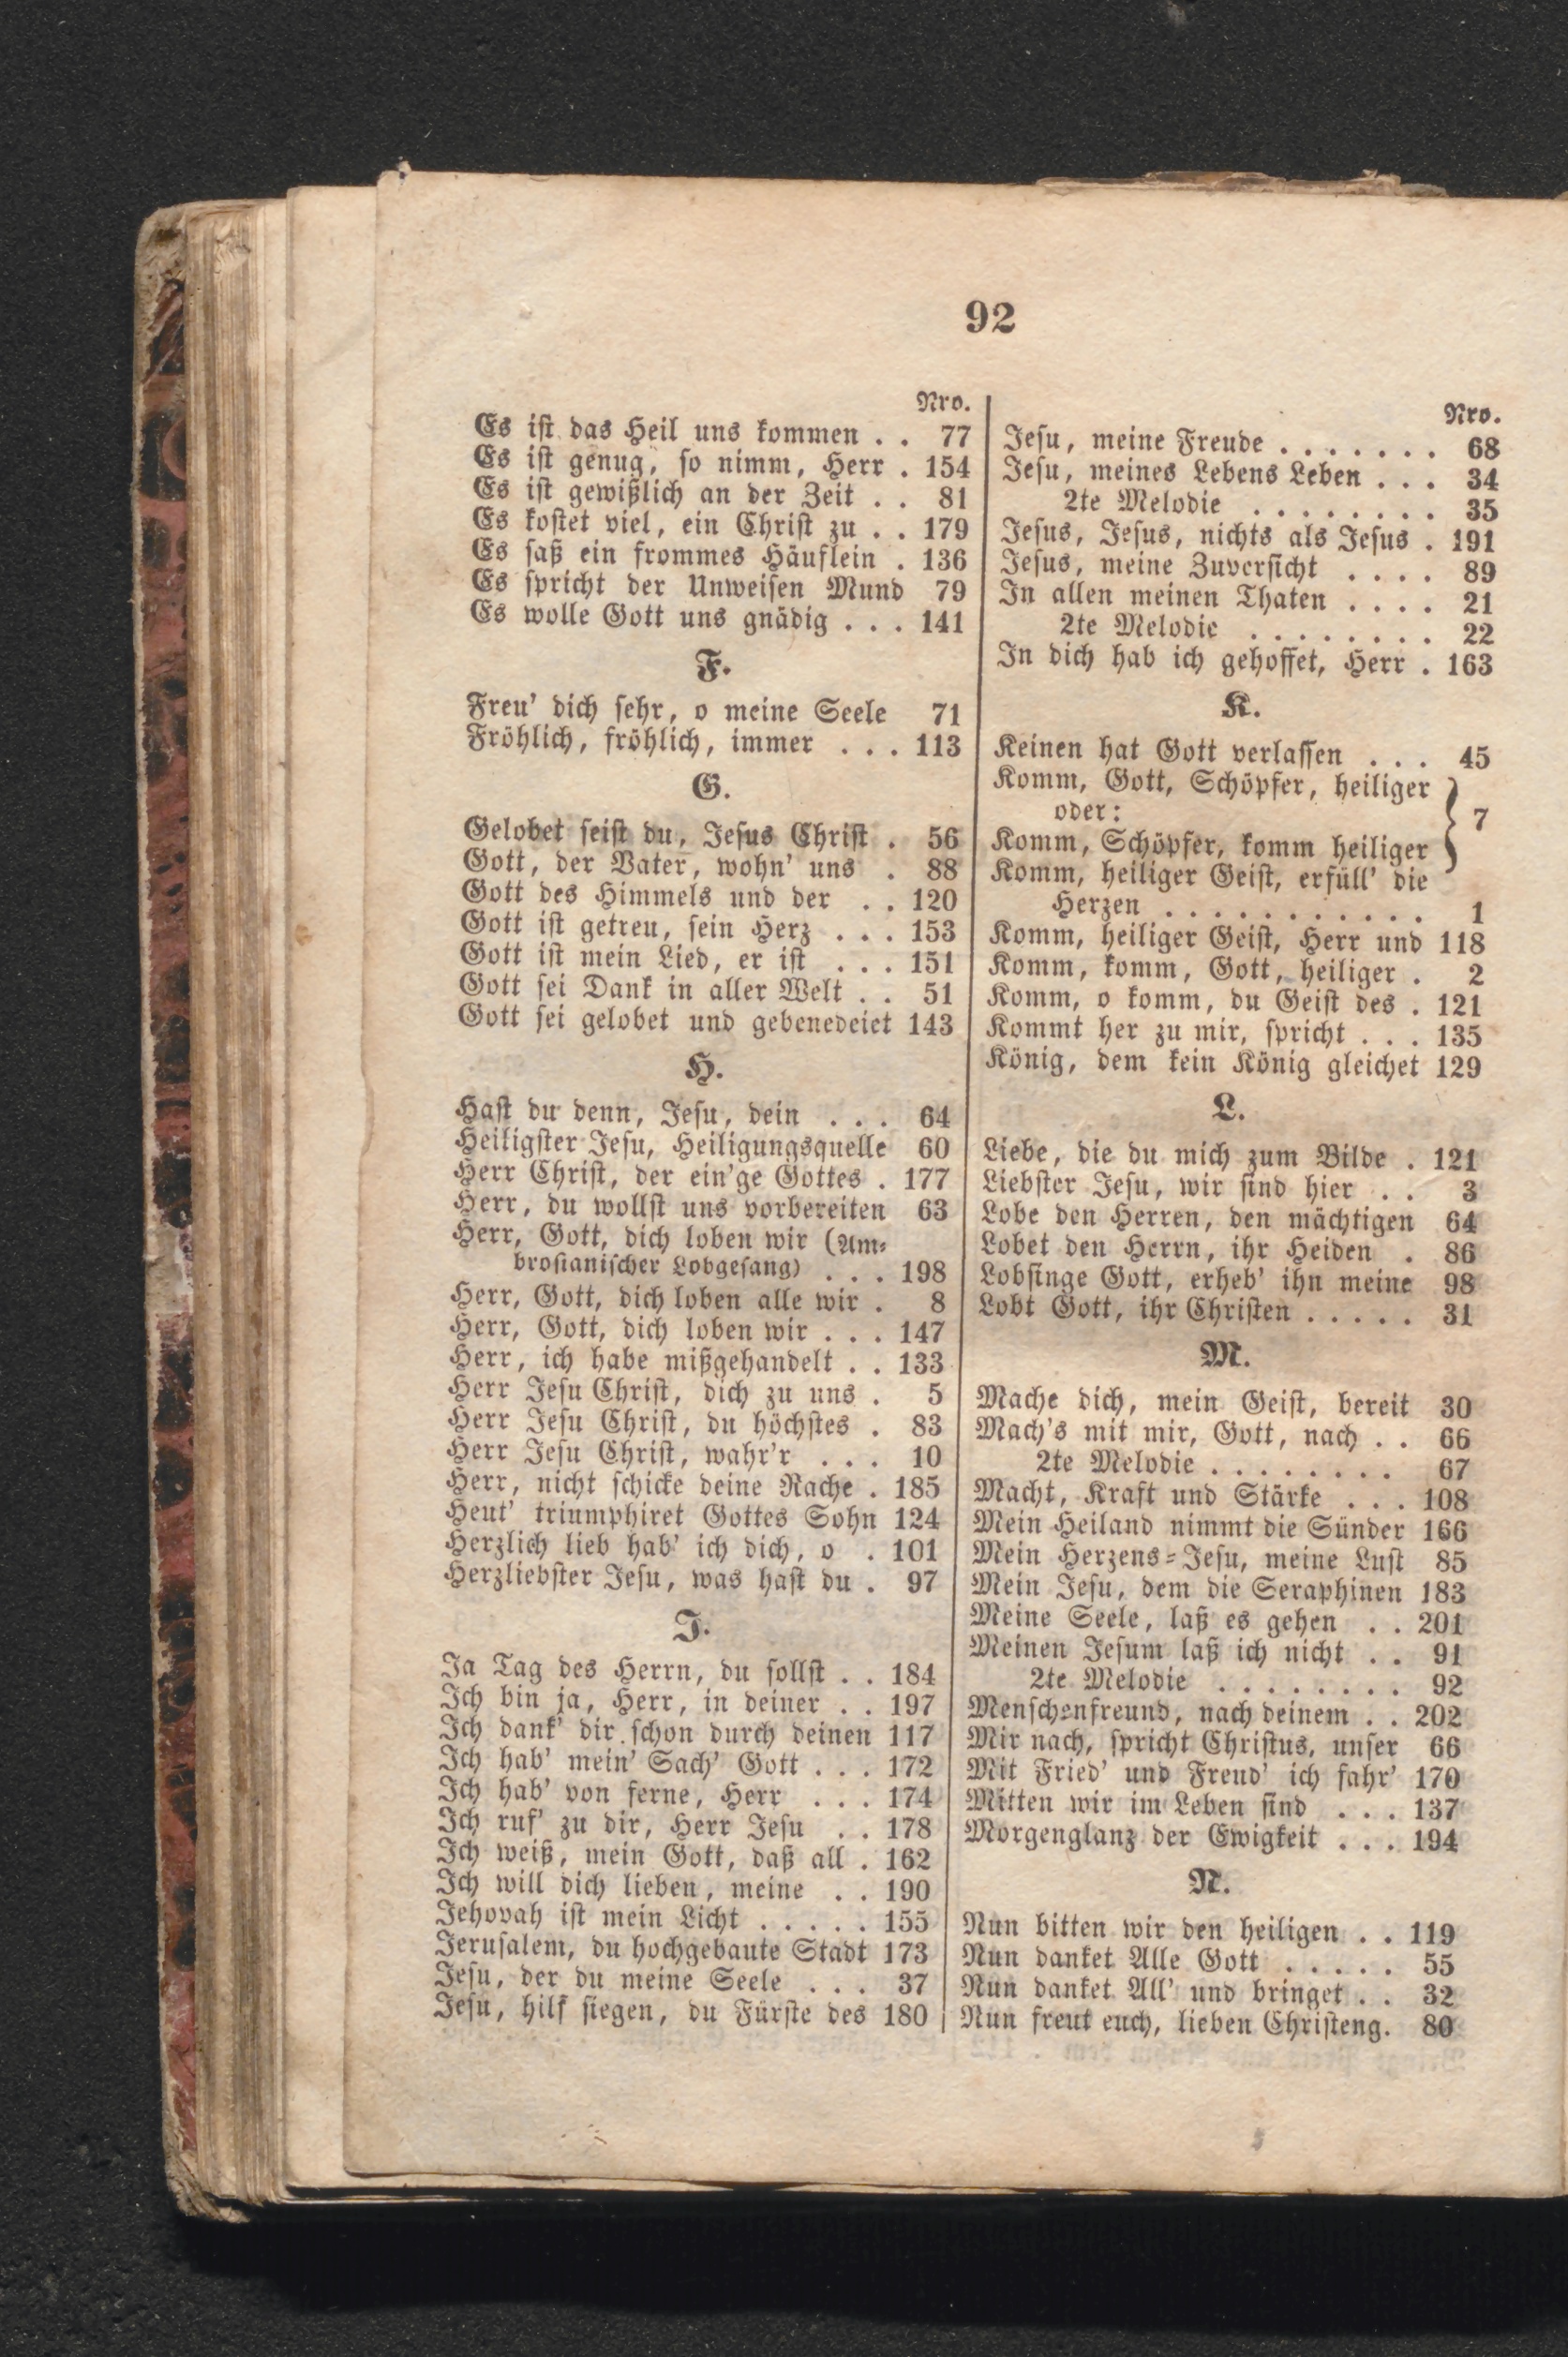 92
Nro.
Es ist das Heil uns kommen . . 77
Es ist genug, so nimm, Herr . 154
Es ist gewißlich an der Zeit . . 81
Es kostet viel, ein Christ zu . . 179
Es saß ein frommes Häuflein . 136
Es spricht der Unweisen Mund 79
Es wolle Gott uns gnädig . . . 141
F.
Freu' dich sehr, o meine Seele 71
Fröhlich, fröhlich, immer . . . 113
G.
Gelobet seist du, Jesus Christ . 56
Gott, der Vater, wohn' uns . 88
Gott des Himmels und der . . 120
Gott ist getreu, sein Herz . . . 153
Gott ist mein Lied, er ist . . . 151
Gott sei Dank in aller Welt . . 51
Gott sei gelobet und gebenedeiet 143
H.
Hast du denn, Jesu, dein . . . 64
Heiligster Jesu, Heiligungsquelle 60
Herr Christ, der ein'ge Gottes . 177
Herr, du wollst uns vorbereiten 63
Herr, Gott, dich loben wir (Am-
brosianischer Lobgesang) . . . 198
Herr, Gott, dich loben alle wir . 8
Herr, Gott, dich loben wir . . . 147
Herr, ich habe mißgehandelt . . 133
Herr Jesu Christ, dich zu uns . 5
Herr Jesu Christ, du höchstes . 83
Herr Jesu Christ, wahr'r . . . 10
Herr, nicht schicke deine Rache . 185
Heut' triumphiret Gottes Sohn 124
Herzlich lieb hab' ich dich, o . 101
Herzliebster Jesu, was hast du . 97
J.
Ja Tag des Herrn, du sollst . . 184
Ich bin ja, Herr, in deiner . . 197
Ich dank' dir schon durch deinen 117
Ich hab' mein' Sach' Gott . . . 172
Ich hab' von ferne, Herr . . . 174
Ich ruf' zu dir, Herr Jesu . . 178
Ich weiß, mein Gott, daß all . 162
Ich will dich lieben, meine . . 190
Jehovah ist mein Licht . . . . . 155
Jerusalem, du hochgebaute Stadt 173
Jesu, der du meine Seele . . . 37
Jesu, hilf siegen, du Fürste des 180
Nro.
Jesu, meine Freude . . . . . . . 68
Jesu, meines Lebens Leben . . . 34
2te Melodie . . . . . . . . 35
Jesus, Jesus, nichts als Jesus . 191
Jesus, meine Zuversicht . . . . 89
In allen meinen Thaten . . . . 21
2te Melodie . . . . . . . . 22
In dich hab ich gehoffet, Herr . 163
K.
Keinen hat Gott verlassen . . . 45
Komm, Gott, Schöpfer, heiliger
oder: } 7
Komm, Schöpfer, komm heiliger
Komm, heiliger Geist, erfüll' die
Herzen . . . . . . . . . . . 1
Komm, heiliger Geist, Herr und 118
Komm, komm, Gott, heiliger . 2
Komm, o komm, du Geist des . 121
Kommt her zu mir, spricht . . . 135
König, dem kein König gleichet 129
L.
Liebe, die du mich zum Bilde . 121
Liebster Jesu, wir sind hier . . 3
Lobe den Herren, den mächtigen 64
Lobet den Herrn, ihr Heiden . 86
Lobsinge Gott, erheb' ihn meine 98
Lobt Gott, ihr Christen . . . . . 31
M.
Mache dich, mein Geist, bereit 30
Mach's mit mir, Gott, nach . . 66
2te Melodie . . . . . . . . 67
Macht, Kraft und Stärke . . . 108
Mein Heiland nimmt die Sünder 166
Mein Herzens-Jesu, meine Lust 85
Mein Jesu, dem die Seraphinen 183
Meine Seele, laß es gehen . . 201
Meinen Jesum laß ich nicht . . 91
2te Melodie . . . . . . . . 92
Menschenfreund, nach deinem . . 202
Mir nach, spricht Christus, unser 66
Mit Fried' und Freud' ich fahr' 170
Mitten wir im Leben sind . . . 137
Morgenglanz der Ewigkeit . . . 194
N.
Nun bitten wir den heiligen . . 119
Nun danket Alle Gott . . . . . 55
Nun danket All' und bringet . . 32
Nun freut euch, lieben Christeng. 80